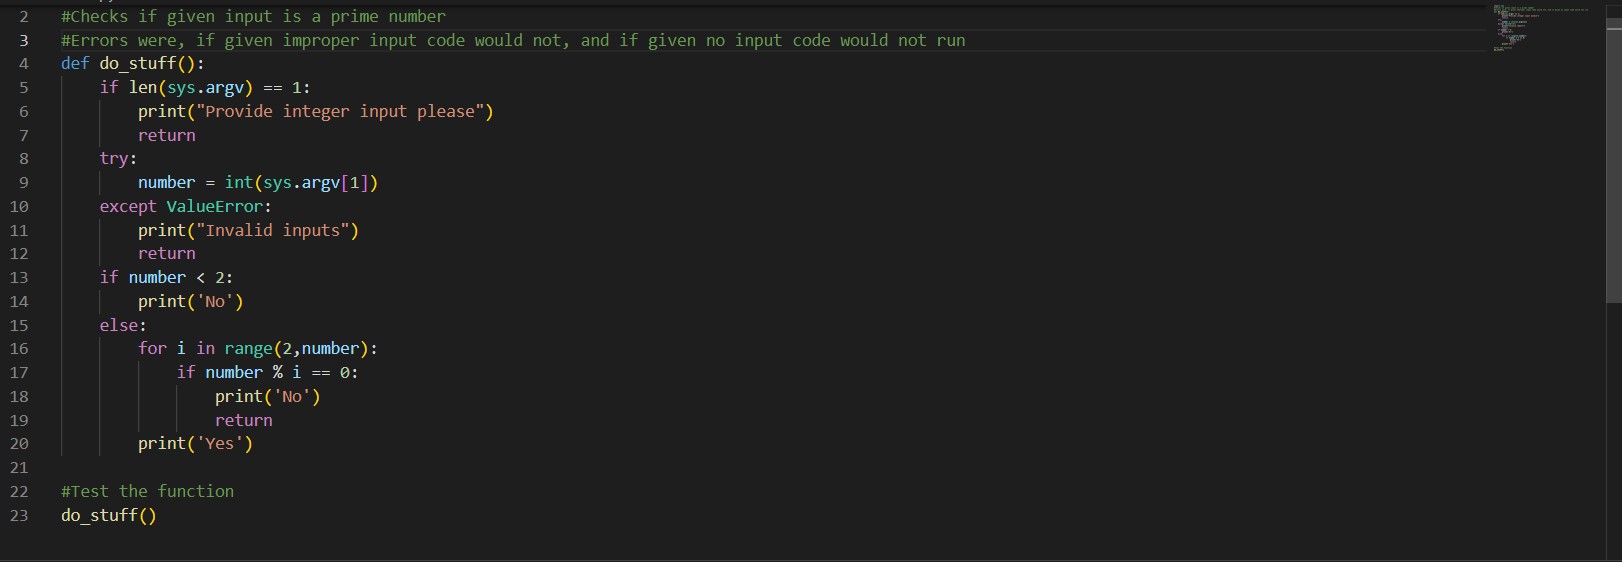 2 #Checks if given input is a prime number
3 #Errors were, if given improper input code would not, and if given no input code would not run
4 def do_stuff():
5     if len(sys.argv) == 1:
6         print("Provide integer input please")
7         return
8     try:
9         number = int(sys.argv[1])
10     except ValueError:
11         print("Invalid inputs")
12         return
13     if number < 2:
14         print('No')
15     else:
16         for i in range(2,number):
17             if number % i == 0:
18                 print('No')
19                 return
20         print('Yes')
21
22 #Test the function
23 do_stuff()